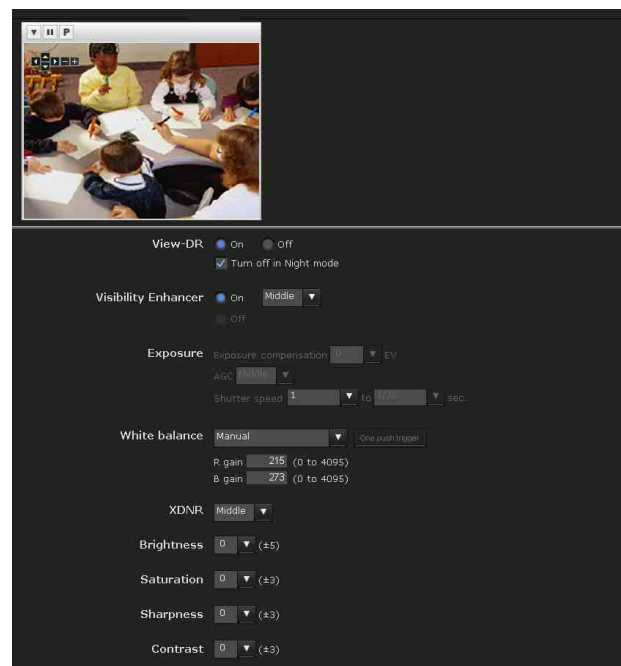 P
View-DR On Off
Turn off in Night mode
Visibility Enhancer On Middle
Off
Exposure Exposure compensation 0 EV
AGC Middle
Shutter speed 1 to 1/30 sec.
White balance Manual One push trigger
R gain 215 (0 to 4095)
B gain 273 (0 to 4095)
XDNR Middle
Brightness 0 (±5)
Saturation 0 (±3)
Sharpness 0 (±3)
Contrast 0 (±3)